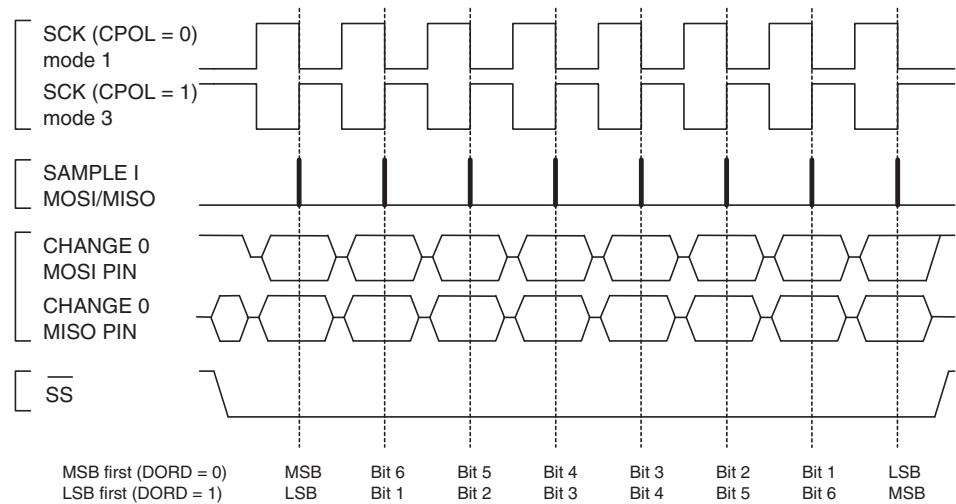 SCK (CPOL = 0)
mode 1
SCK (CPOL = 1)
mode 3
SAMPLE I
MOSI/MISO
CHANGE 0
MOSI PIN
CHANGE 0
MISO PIN
SS
MSB first (DORD = 0) MSB Bit 6 Bit 5 Bit 4 Bit 3 Bit 2 Bit 1 LSB
LSB first (DORD = 1) LSB Bit 1 Bit 2 Bit 3 Bit 4 Bit 5 Bit 6 MSB